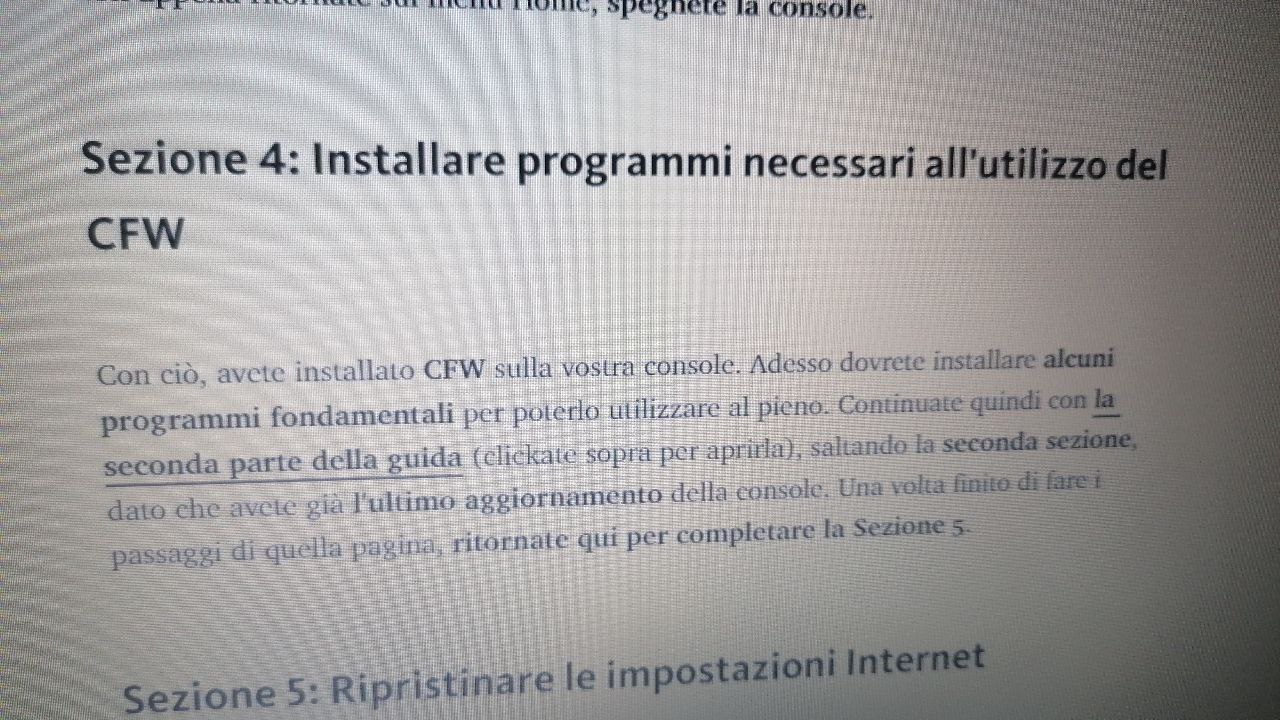 appena ritornate sul menu Home, spegnete la console.
Sezione 4: Installare programmi necessari all'utilizzo del
CFW
Con ciò, avete installato CFW sulla vostra console. Adesso dovrete installare alcuni
programmi fondamentali per poterlo utilizzare al pieno. Continuate quindi con la
seconda parte della guida (clickate sopra per aprirla), saltando la seconda sezione,
dato che avete già l'ultimo aggiornamento della console. Una volta finito di fare i
passaggi di quella pagina, ritornate qui per completare la Sezione 5.
Sezione 5: Ripristinare le impostazioni Internet